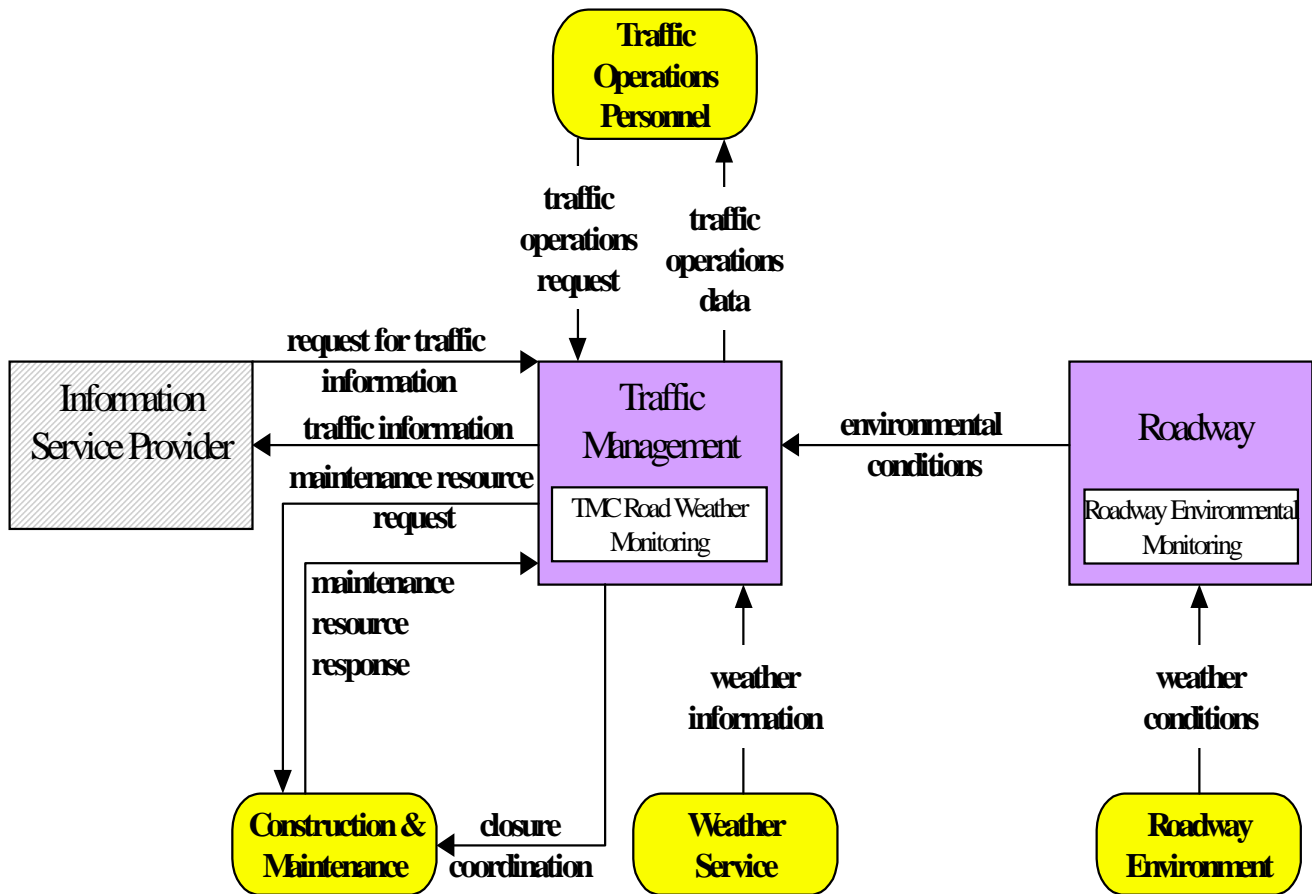 Traffic
Operations
Personnel
traffic
operations
request
traffic
operations
data
request for traffic
information
Information
Service Provider
traffic information
maintenance resource
request
Traffic
Management
TMC Road Weather
Monitoring
environmental
conditions
Roadway
Roadway Environmental
Monitoring
maintenance
resource
response
weather
information
weather
conditions
Construction &
Maintenance
closure
coordination
Weather
Service
Roadway
Environment